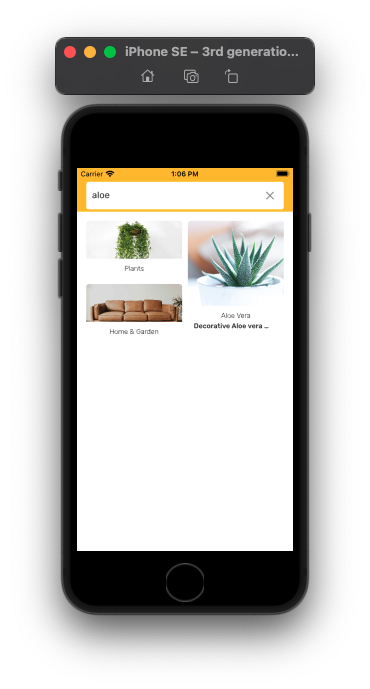 iPhone SE – 3rd generatio...
Carrier
1:06 PM
aloe
Plants
Home & Garden
Aloe Vera
Decorative Aloe vera ...